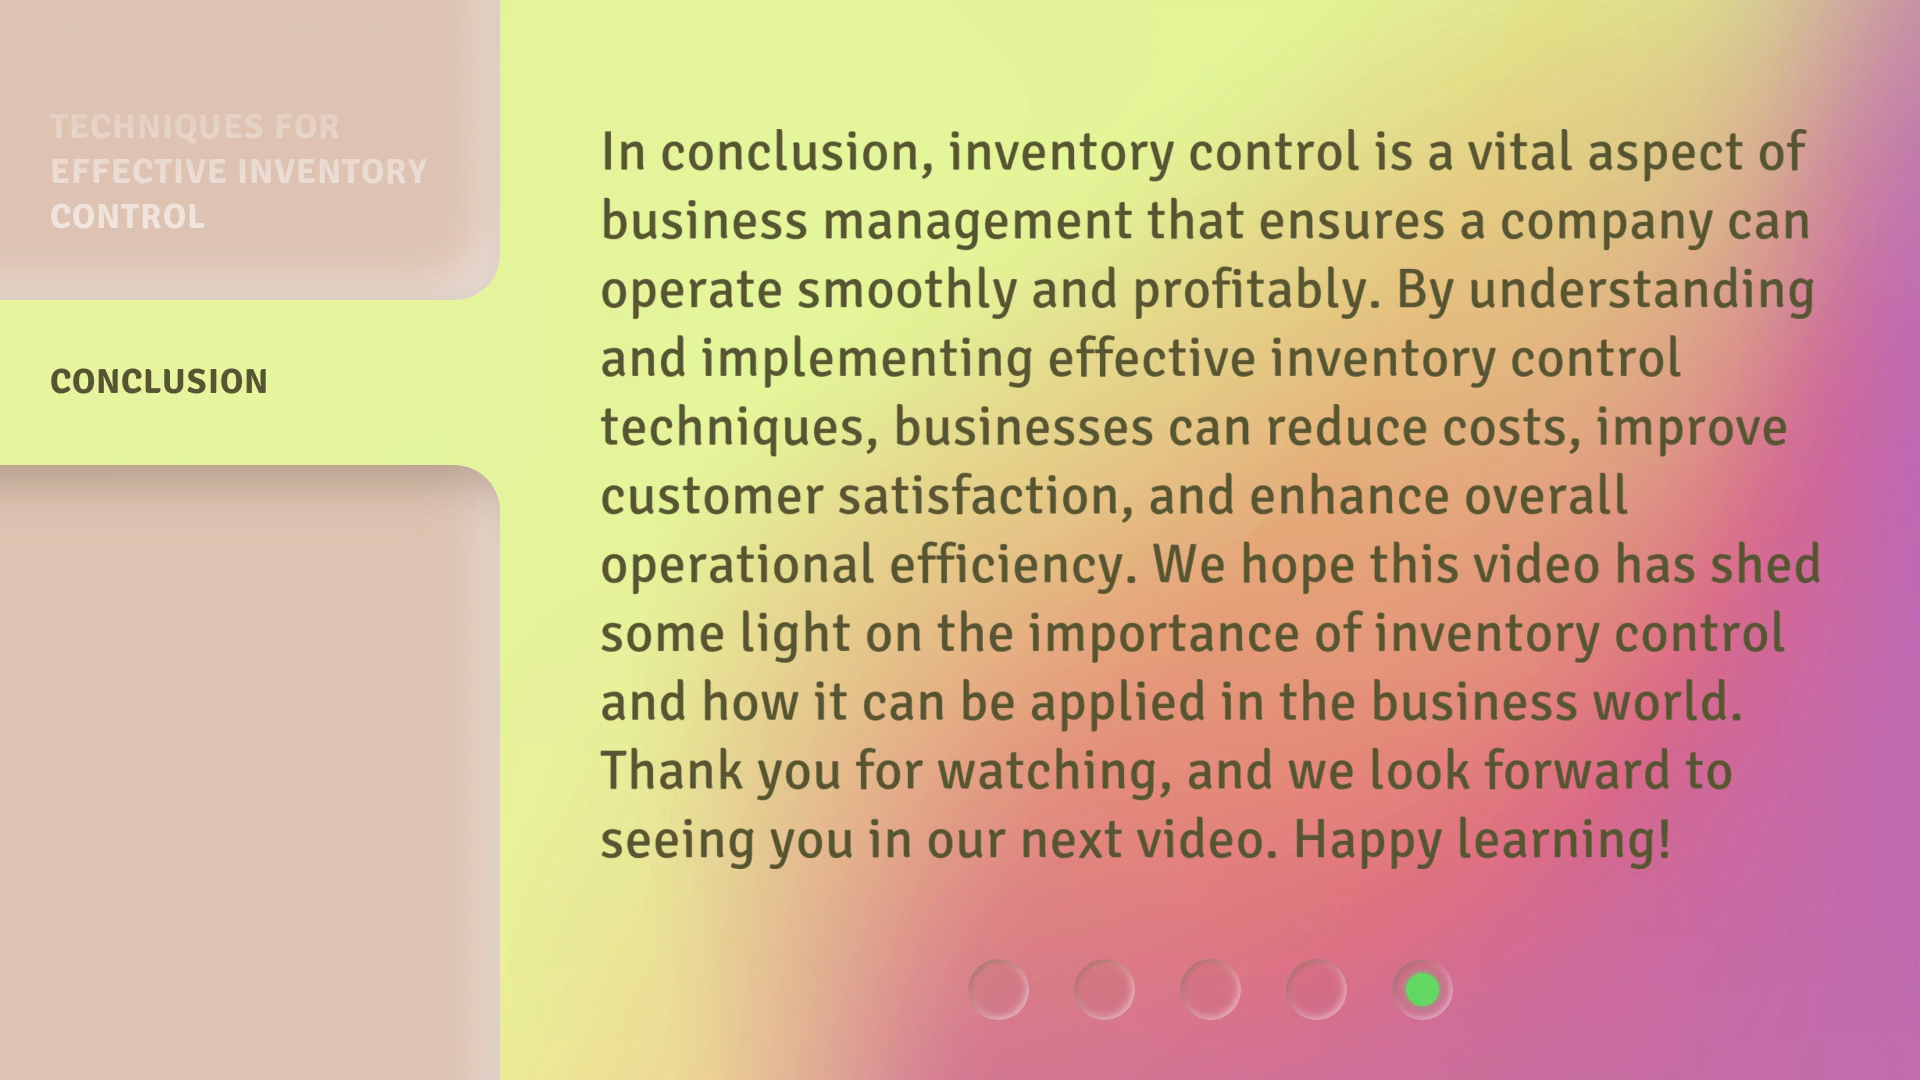 TECHNIQUES FOR
EFFECTIVE INVENTORY
CONTROL
CONCLUSION
In conclusion, inventory control is a vital aspect of
business management that ensures a company can
operate smoothly and profitably. By understanding
and implementing effective inventory control
techniques, businesses can reduce costs, improve
customer satisfaction, and enhance overall
operational efficiency. We hope this video has shed
some light on the importance of inventory control
and how it can be applied in the business world.
Thank you for watching, and we look forward to
seeing you in our next video. Happy learning!